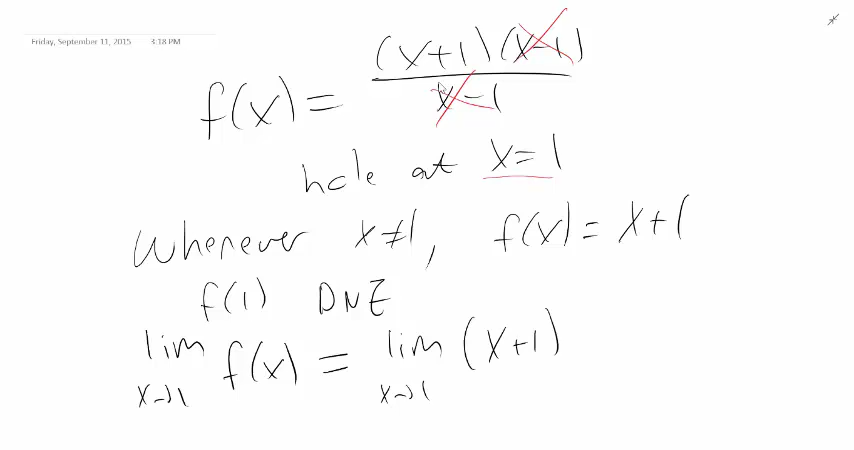 Friday, September 11, 2015 3:18 PM
f(x) = (x+1)(x-1)
x-1
hole at x=1
Whenever x≠1, f(x) = x+1
f(1) DNE
lim f(x) = lim (x+1)
x→1 x→1